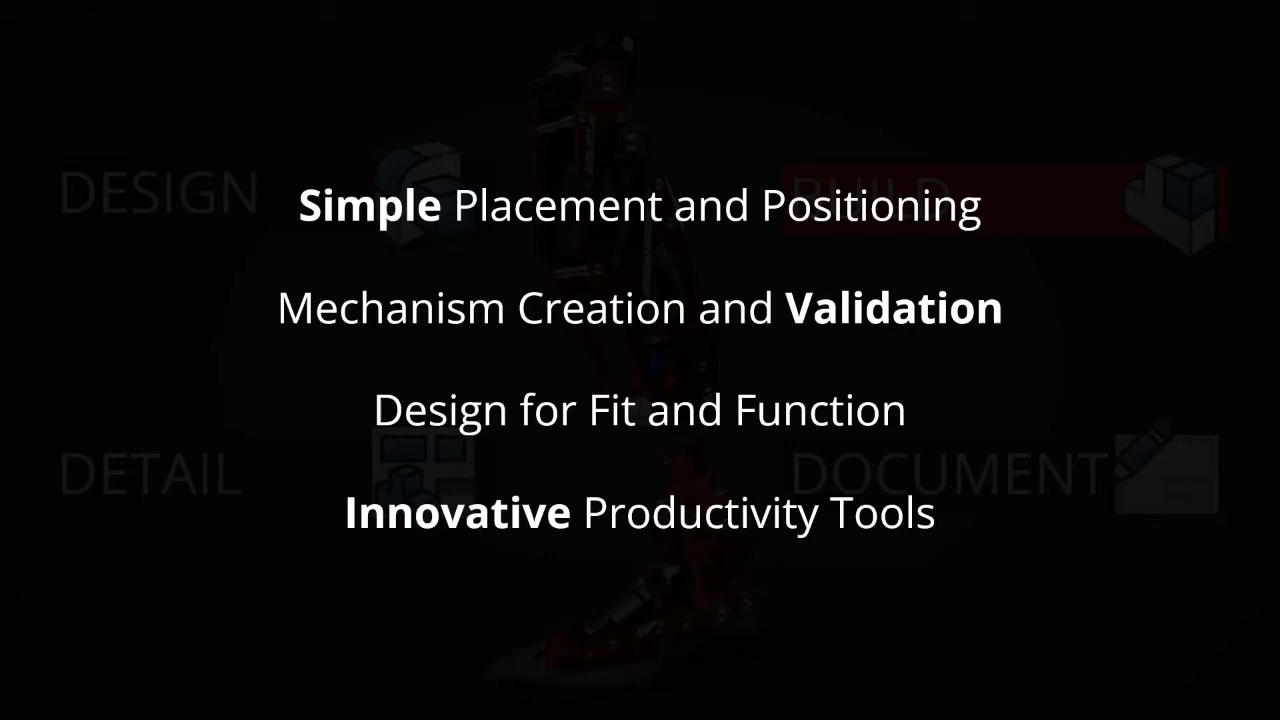 DESIGN
BUILD
Simple Placement and Positioning
Mechanism Creation and Validation
Design for Fit and Function
DETAIL
DOCUMENT
Innovative Productivity Tools